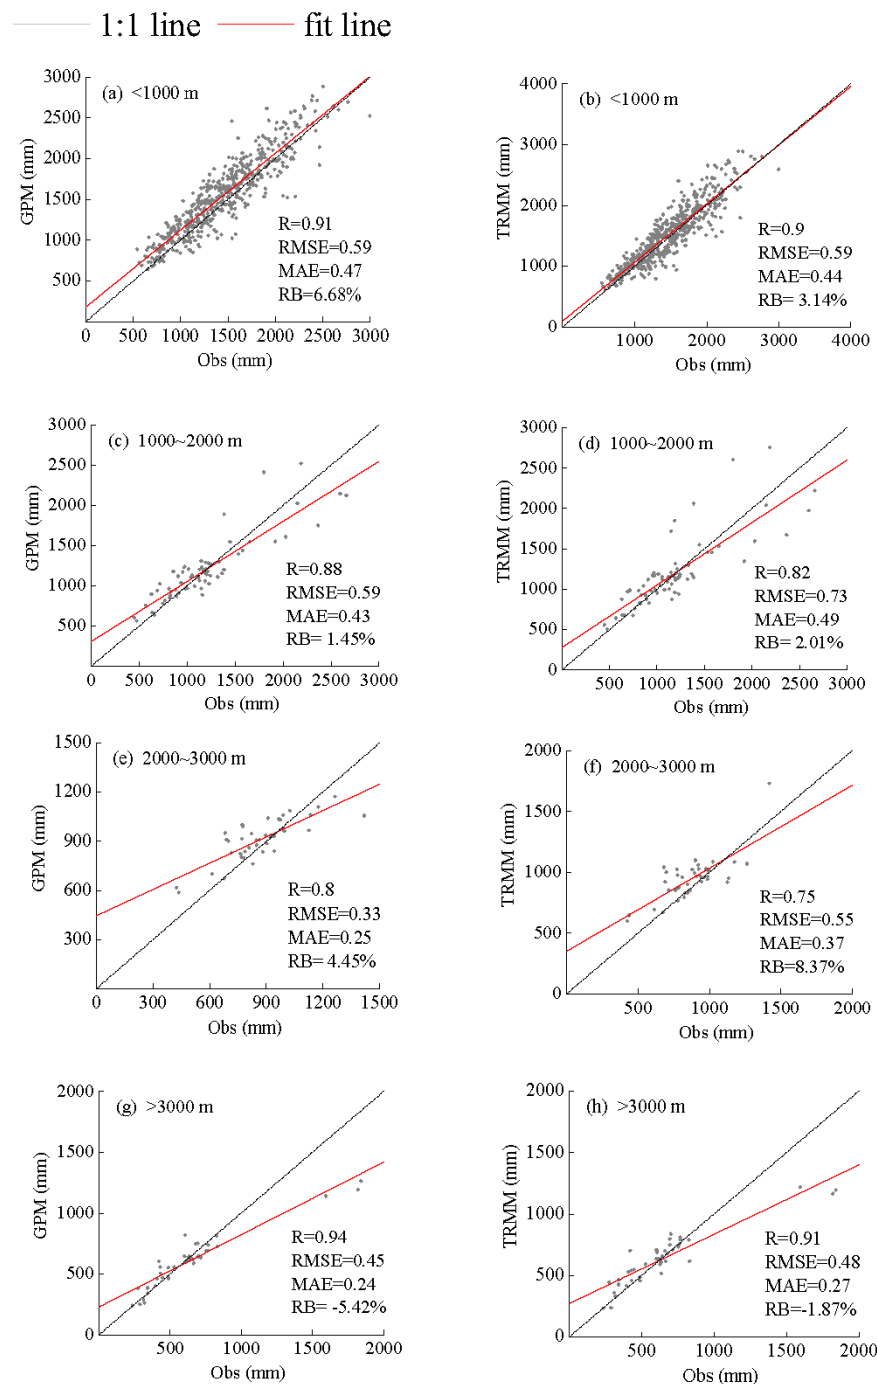 1:1 line fit line
(a) <1000 m
GPM (mm)
3000
2500
2000
1500
1000
500
R=0.91
RMSE=0.59
MAE=0.47
RB=6.68%
0 500 1000 1500 2000 2500 3000
Obs (mm)
(b) <1000 m
TRMM (mm)
4000
3000
2000
1000
0
R=0.9
RMSE=0.59
MAE=0.44
RB= 3.14%
1000 2000 3000 4000
Obs (mm)
(c) 1000~2000 m
GPM (mm)
3000
2500
2000
1500
1000
500
R=0.88
RMSE=0.59
MAE=0.43
RB= 1.45%
0 500 1000 1500 2000 2500 3000
Obs (mm)
(d) 1000~2000 m
TRMM (mm)
3000
2500
2000
1500
1000
500
0
R=0.82
RMSE=0.73
MAE=0.49
RB= 2.01%
500 1000 1500 2000 2500 3000
Obs (mm)
(e) 2000~3000 m
GPM (mm)
1500
1200
900
600
300
R=0.8
RMSE=0.33
MAE=0.25
RB= 4.45%
0 300 600 900 1200 1500
Obs (mm)
(f) 2000~3000 m
TRMM (mm)
2000
1500
1000
500
0
R=0.75
RMSE=0.55
MAE=0.37
RB=8.37%
500 1000 1500 2000
Obs (mm)
(g) >3000 m
GPM (mm)
2000
1500
1000
500
0
R=0.94
RMSE=0.45
MAE=0.24
RB= -5.42%
500 1000 1500 2000
Obs (mm)
(h) >3000 m
TRMM (mm)
2000
1500
1000
500
0
R=0.91
RMSE=0.48
MAE=0.27
RB=-1.87%
500 1000 1500 2000
Obs (mm)